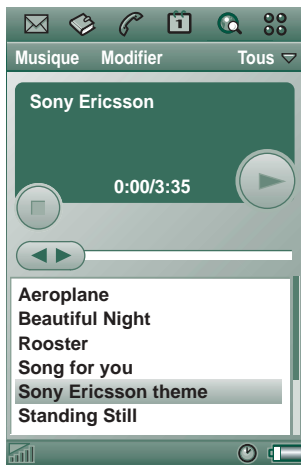 Musique Modifier Tous
Sony Ericsson
0:00/3:35
Aeroplane
Beautiful Night
Rooster
Song for you
Sony Ericsson theme
Standing Still